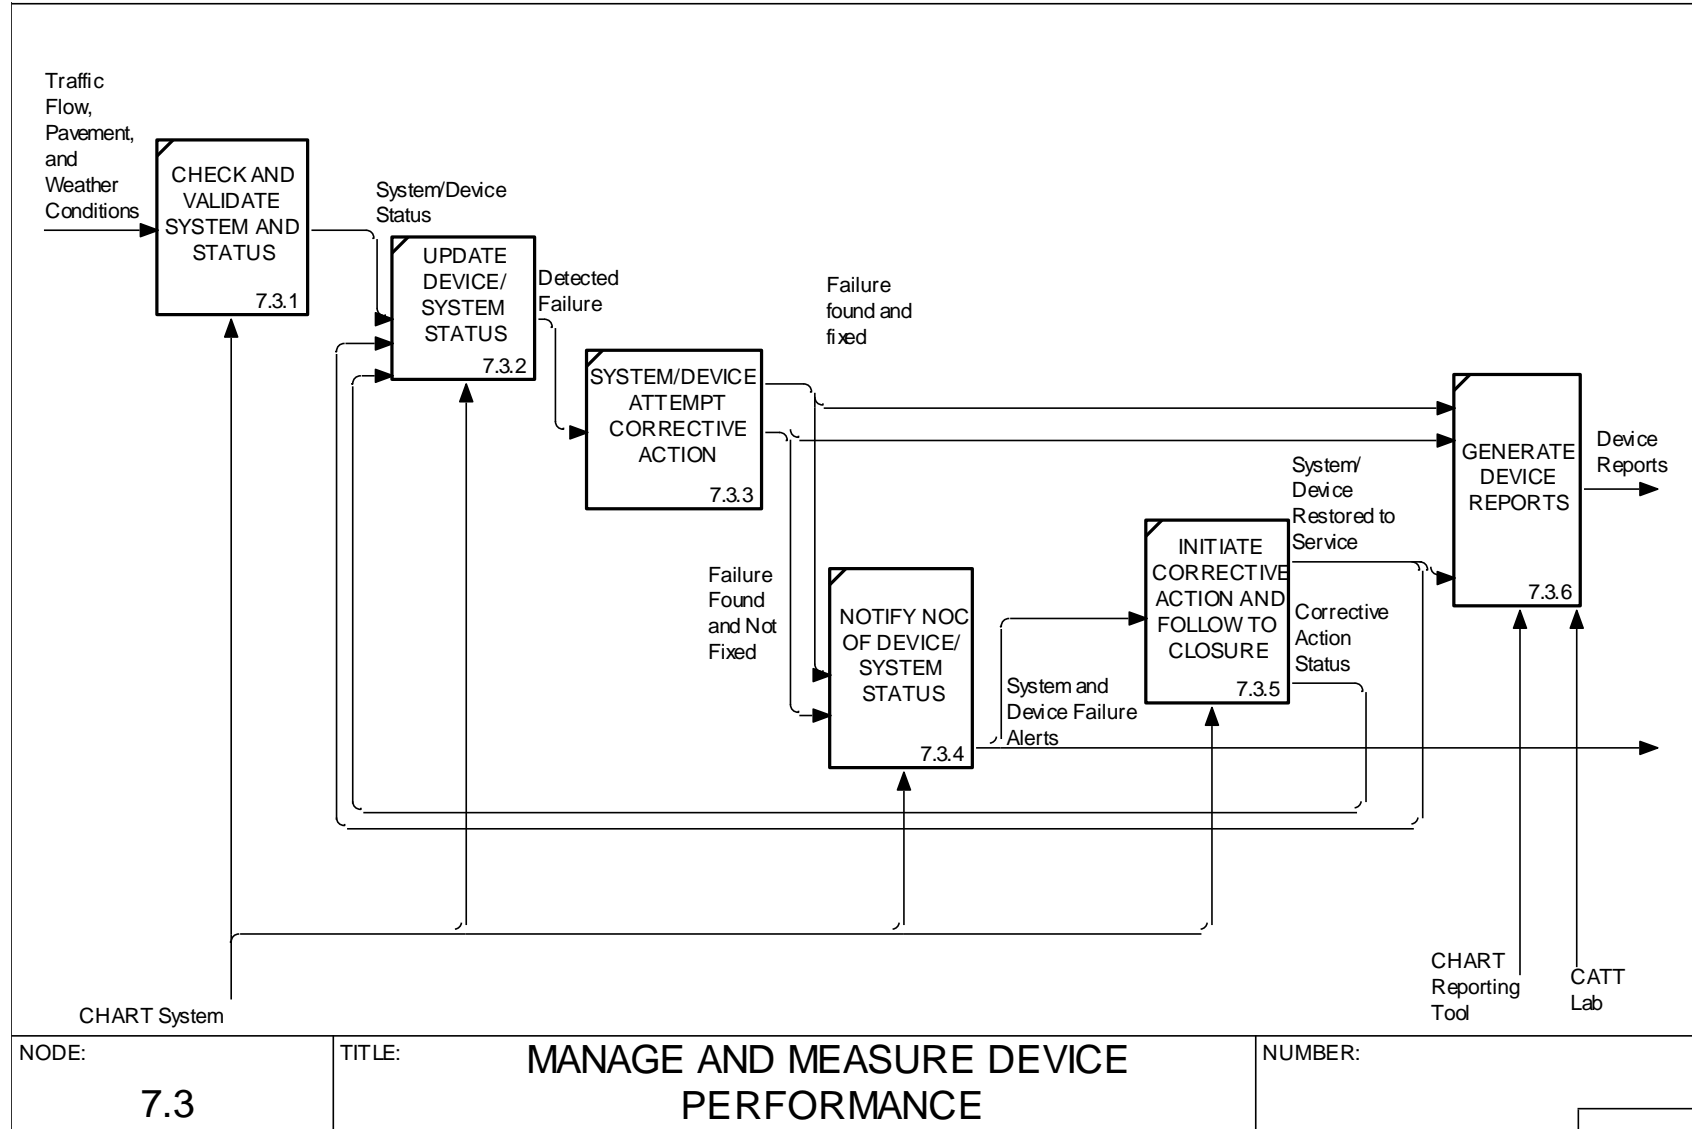 Traffic
Flow,
Pavement,
and
Weather
Conditions
CHECK AND
VALIDATE
SYSTEM AND
STATUS
7.3.1
System/Device
Status
UPDATE
DEVICE/
SYSTEM
STATUS
7.3.2
Detected
Failure
SYSTEM/DEVICE
ATTEMPT
CORRECTIVE
ACTION
7.3.3
Failure
found and
fixed
Failure
Found
and Not
Fixed
NOTIFY NOC
OF DEVICE/
SYSTEM
STATUS
7.3.4
System and
Device Failure
Alerts
INITIATE
CORRECTIVE
ACTION AND
FOLLOW TO
CLOSURE
7.3.5
System/
Device
Restored to
Service
Corrective
Action
Status
GENERATE
DEVICE
REPORTS
7.3.6
Device
Reports
CHART System
CHART
Reporting
Tool
CATT
Lab
NODE:
7.3
TITLE:
MANAGE AND MEASURE DEVICE
PERFORMANCE
NUMBER: